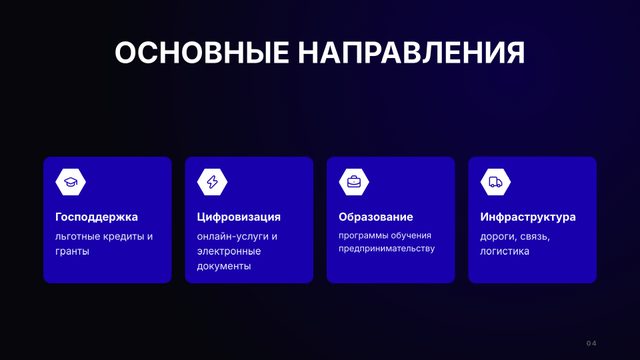 ОСНОВНЫЕ НАПРАВЛЕНИЯ
Господдержка
льготные кредиты и
гранты
Цифровизация
онлайн-услуги и
электронные
документы
Образование
программы обучения
предпринимательству
Инфраструктура
дороги, связь,
логистика
04